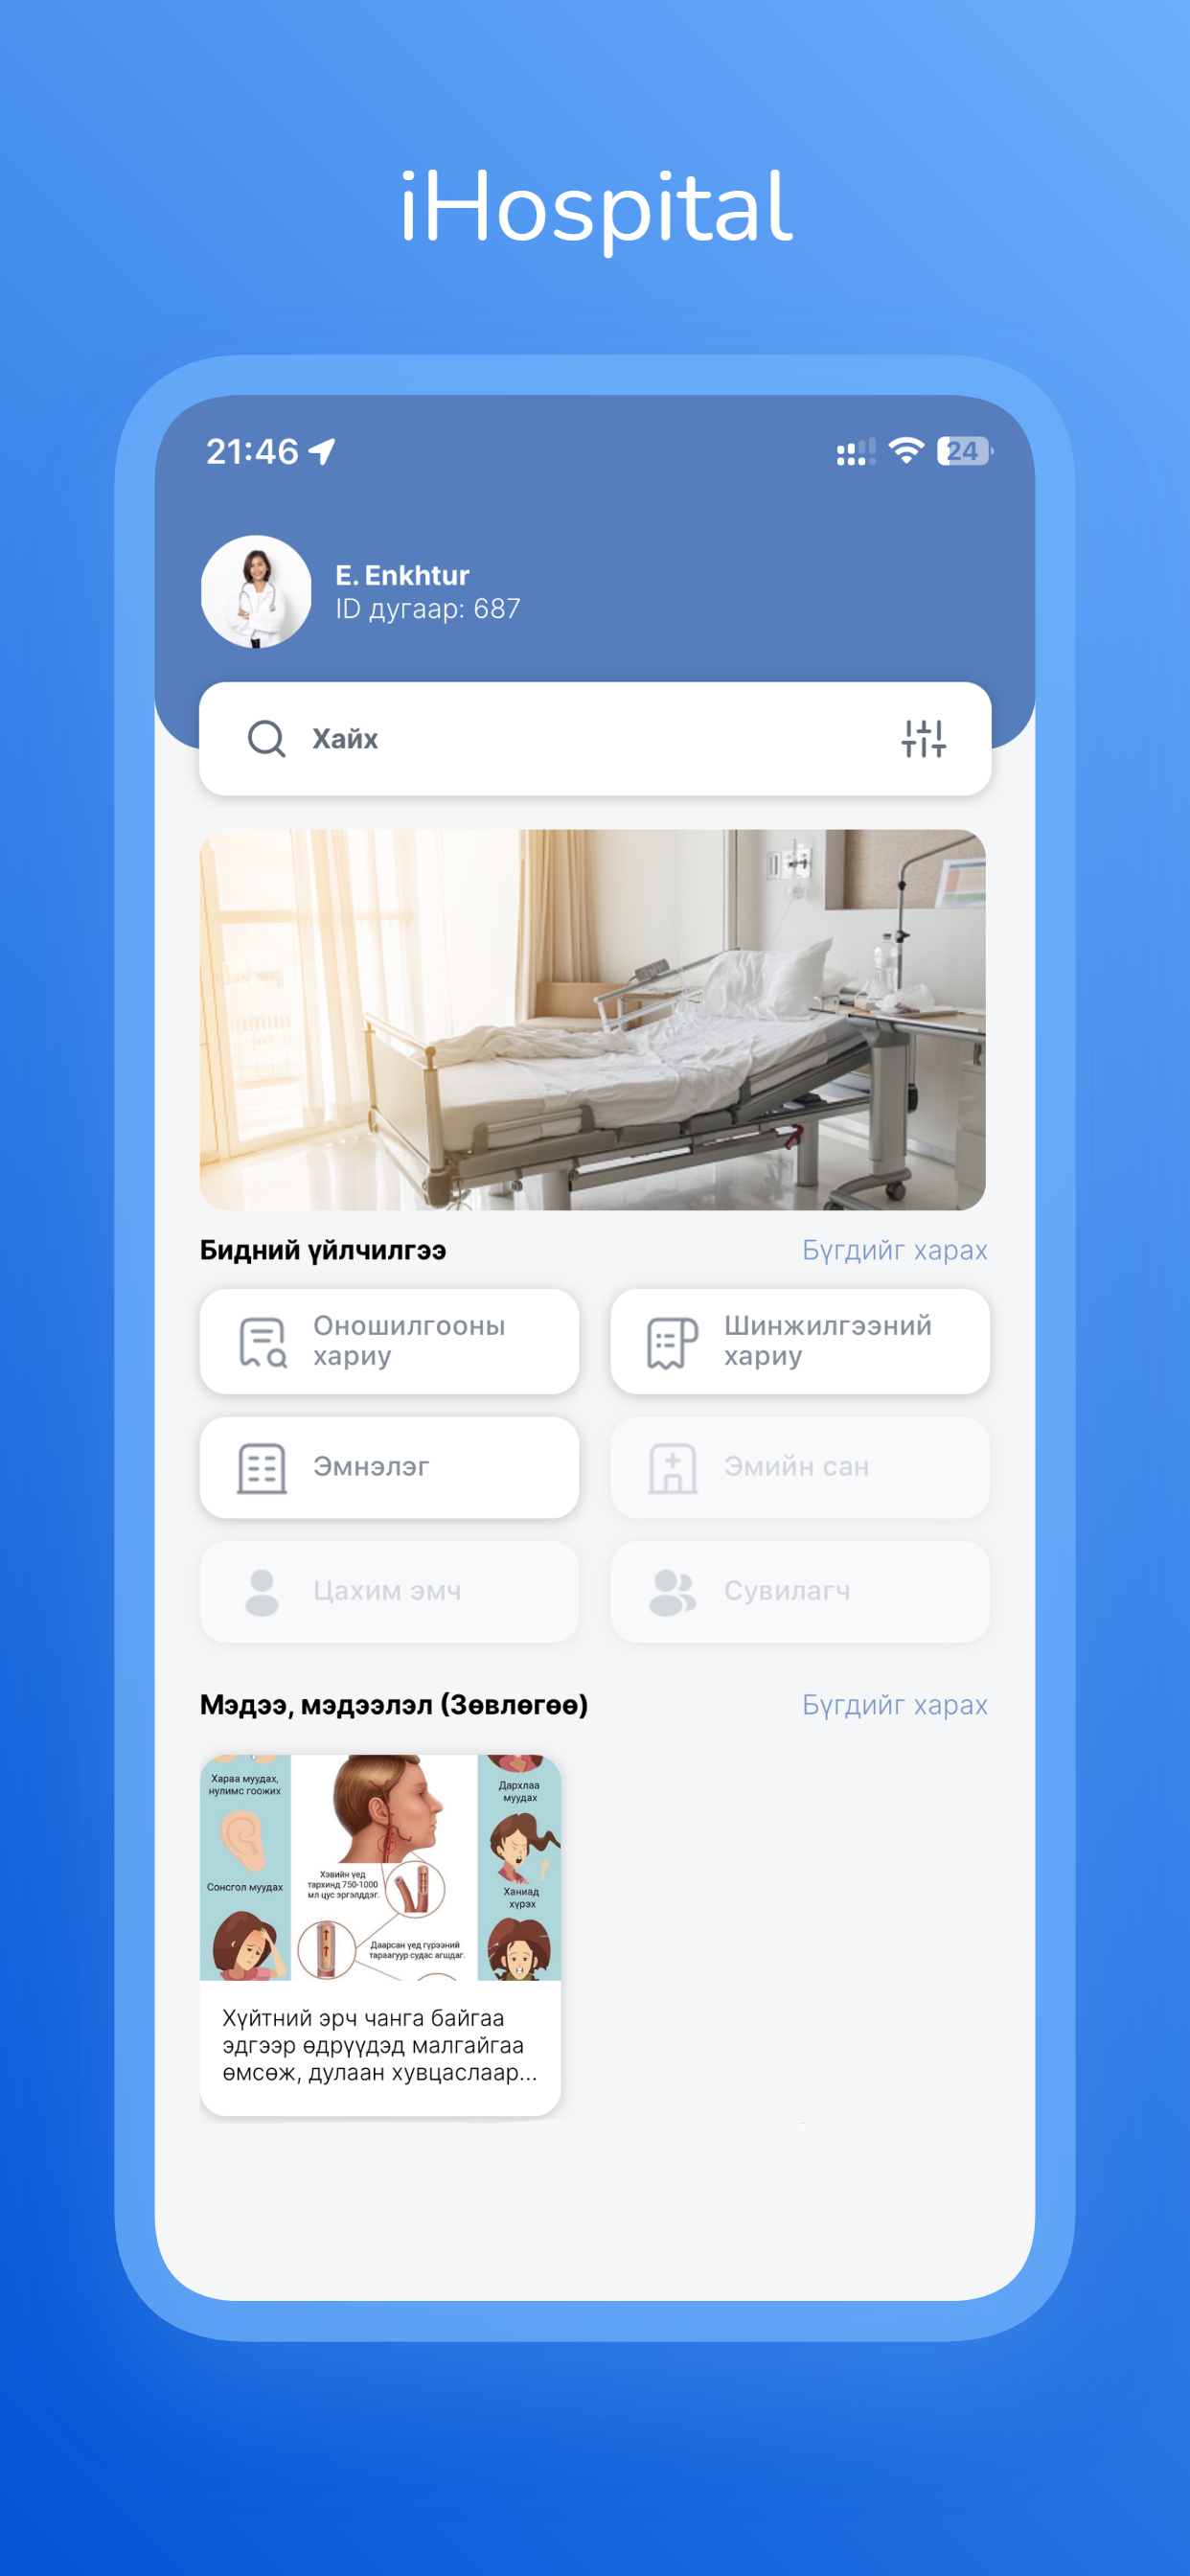 iHospital
21:46
24
E. Enkhtur
ID дугаар: 687
Хайх
Бидний үйлчилгээ
Бүгдийг харах
Оношилгооны
хариу
Шинжилгээний
хариу
Эмнэлэг
Эмийн сан
Цахим эмч
Сувилагч
Мэдээ, мэдээлэл (Зөвлөгөө)
Бүгдийг харах
Хараа муудах,
нулимс гоожих
Сонсгол муудах
Хэвийн үед
тархинд 750-1000
мл цус эргэлддэг.
Даарсан үед гүрээний
тараагуур судас агшдаг.
Дархлаа
муудах
Ханиад
хүрэх
Хүйтний эрч чанга байгаа
эдгээр өдрүүдэд малгайгаа
өмсөж, дулаан хувцаслаар...